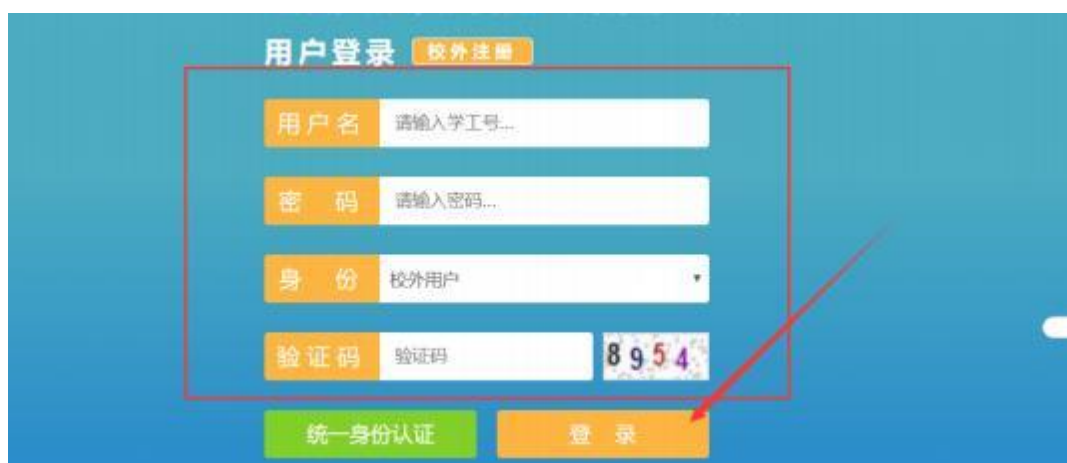 用户登录 校外注册
用户名 请输入学工号...
密 码 请输入密码...
身 份 校外用户
验证码 验证码 8954
统一身份认证 登 录